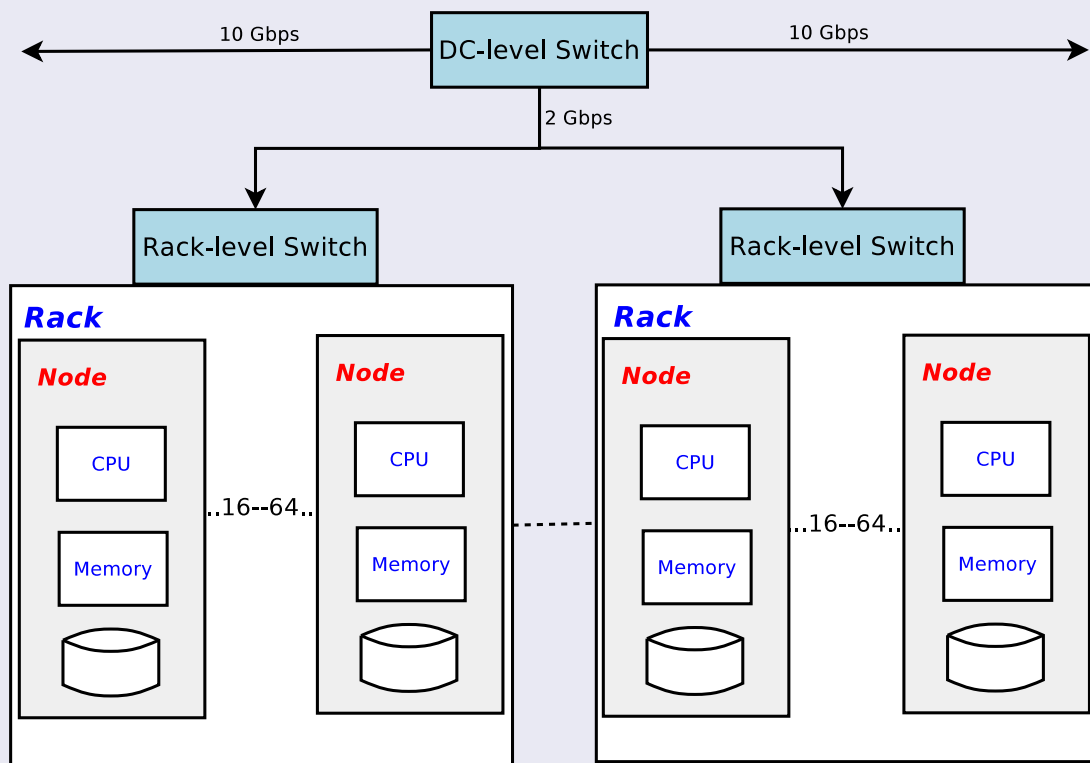 10 Gbps
DC-level Switch
10 Gbps
2 Gbps
Rack-level Switch
Rack-level Switch
Rack
Rack
Node
Node
Node
Node
CPU
CPU
CPU
CPU
..16--64..
...16--64..
Memory
Memory
Memory
Memory